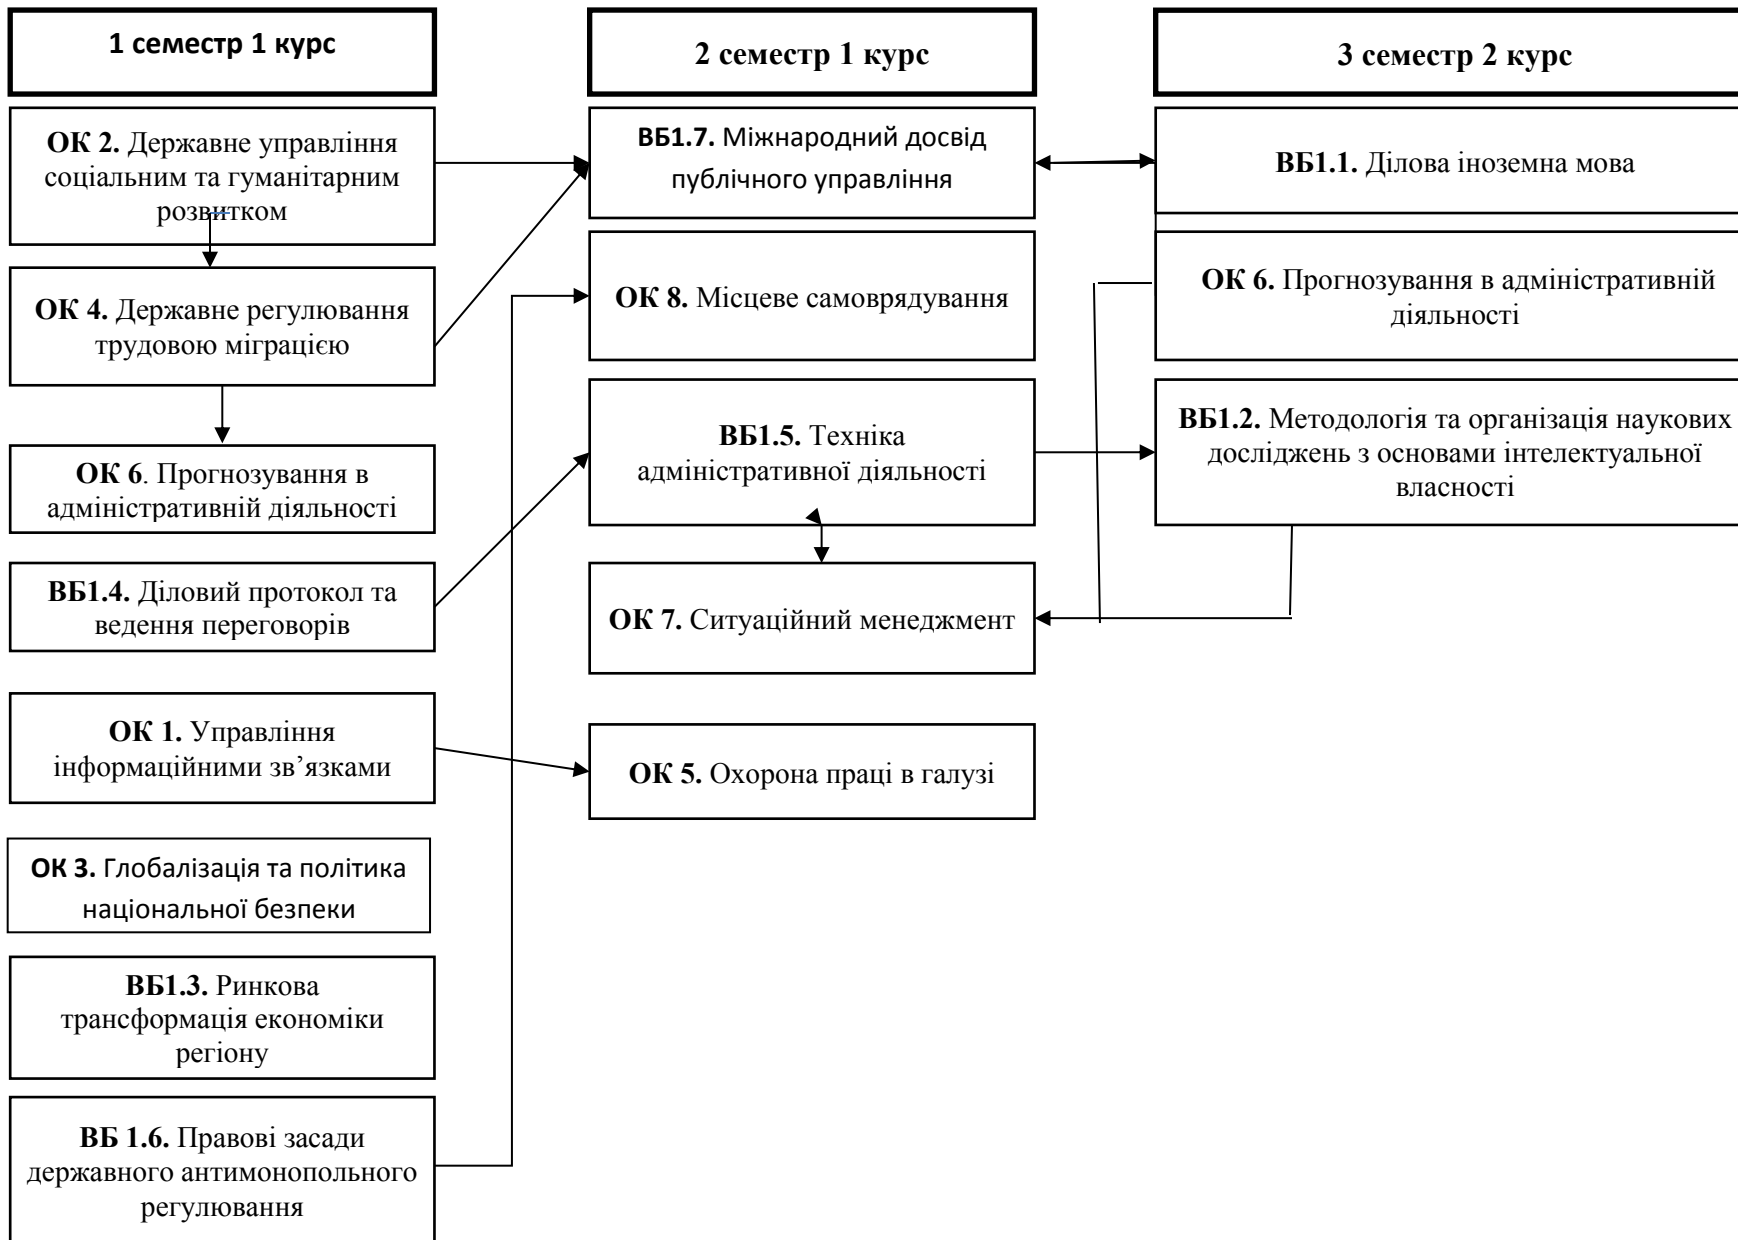 1 семестр 1 курс
ОК 2. Державне управління
соціальним та гуманітарним
розвитком
ОК 4. Державне регулювання
трудовою міграцією
ОК 6. Прогнозування в
адміністративній діяльності
ВБ1.4. Діловий протокол та
ведення переговорів
ОК 1. Управління
інформаційними зв’язками
ОК 3. Глобалізація та політика
національної безпеки
ВБ1.3. Ринкова
трансформація економіки
регіону
ВБ 1.6. Правові засади
державного антимонопольного
регулювання
2 семестр 1 курс
ВБ1.7. Міжнародний досвід
публічного управління
ОК 8. Місцеве самоврядування
ВБ1.5. Техніка
адміністративної діяльності
ОК 7. Ситуаційний менеджмент
ОК 5. Охорона праці в галузі
3 семестр 2 курс
ВБ1.1. Ділова іноземна мова
ОК 6. Прогнозування в адміністративній
діяльності
ВБ1.2. Методологія та організація наукових
досліджень з основами інтелектуальної
власності